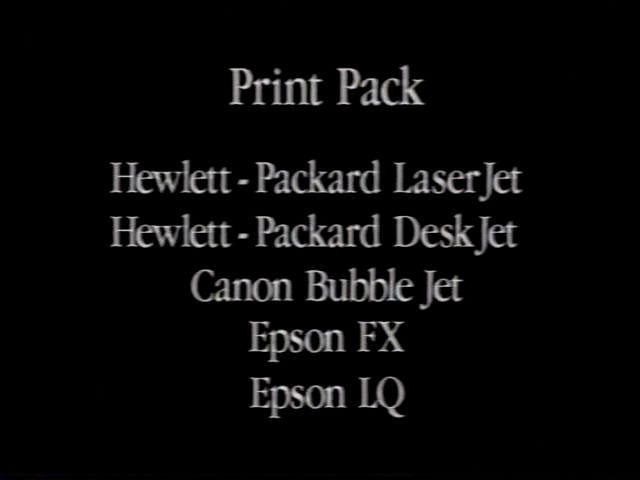 Print Pack
Hewlett-Packard LaserJet
Hewlett-Packard DeskJet
Canon Bubble Jet
Epson FX
Epson LQ